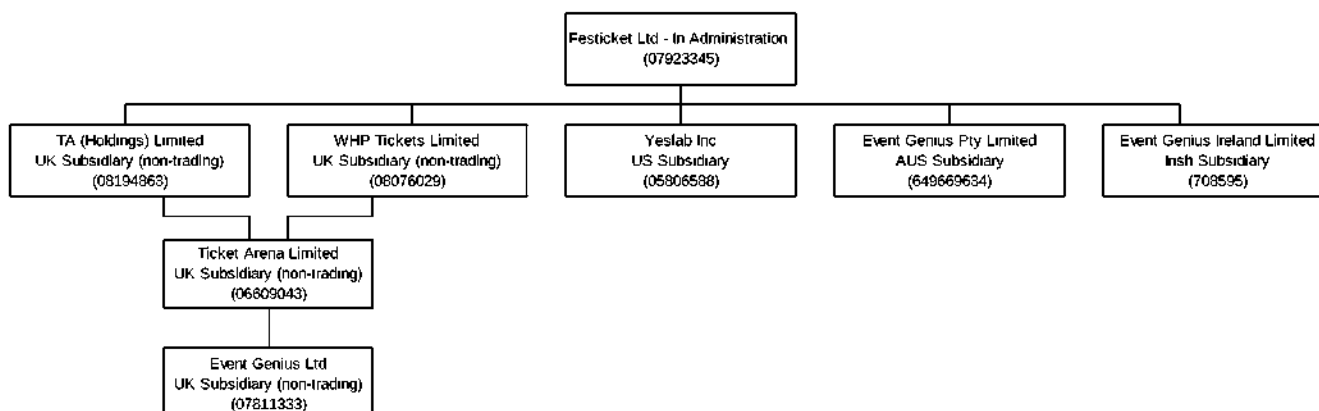 Festicket Ltd - In Administration
(07923345)
TA (Holdings) Limited
UK Subsidiary (non-trading)
(08194863)
WHP Tickets Limited
UK Subsidiary (non-trading)
(08076029)
Yeslab Inc
US Subsidiary
(05806588)
Event Genius Pty Limited
AUS Subsidiary
(649669634)
Event Genius Ireland Limited
Irish Subsidiary
(708595)
Ticket Arena Limited
UK Subsidiary (non-trading)
(06609043)
Event Genius Ltd
UK Subsidiary (non-trading)
(07811333)